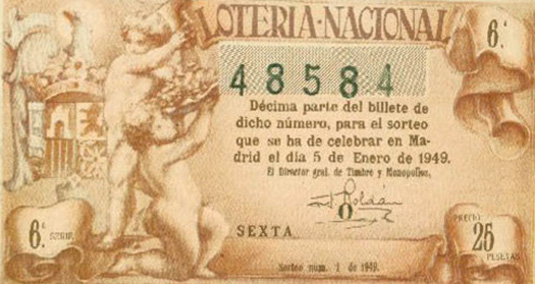 LOTERIA·NACIONAL
6.ª
48584
Décima parte del billete de
dicho número, para el sorteo
que se ha de celebrar en Ma-
drid el día 5 de Enero de 1949.
El Director gral. de Timbre y Monopolios,
F. Roldán
O
SEXTA
6.ª SERIE
PRECIO
25
PESETAS
Sorteo núm. 1 de 1949.